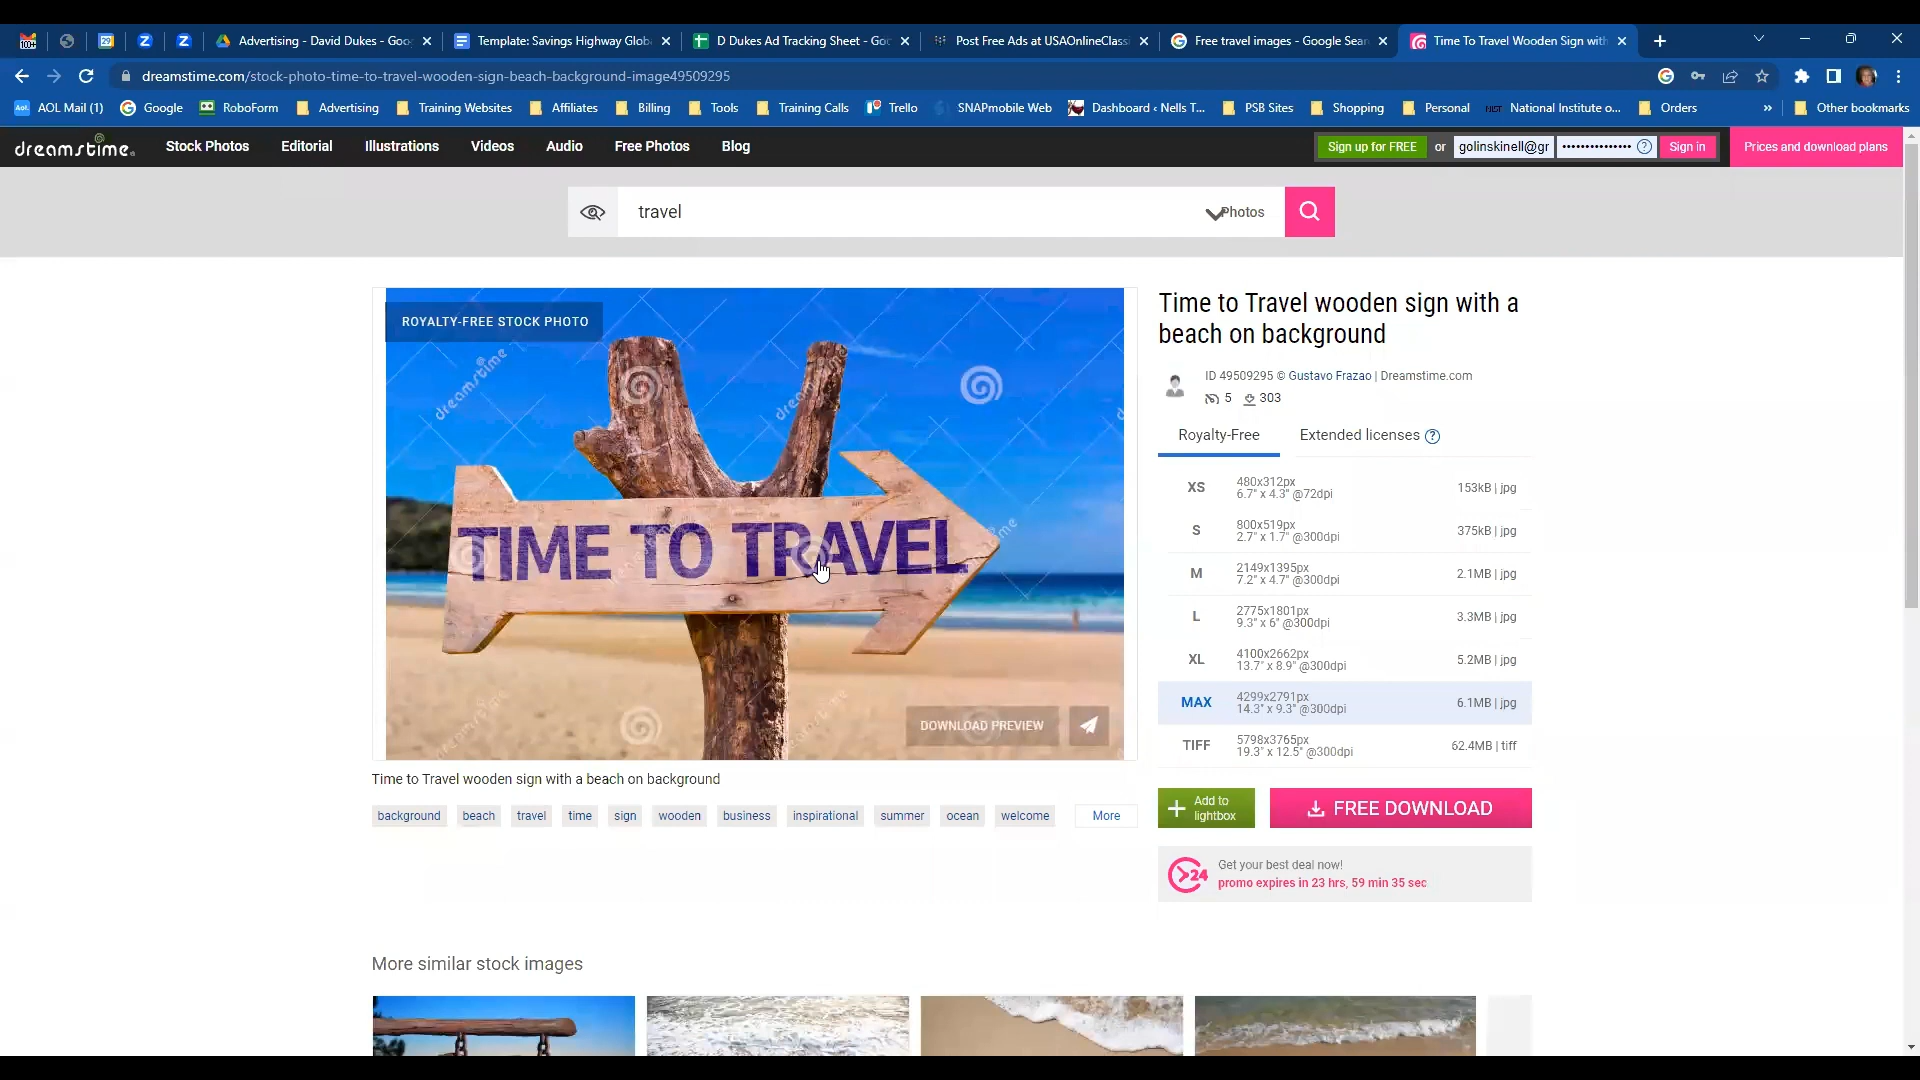 100+
29
Z
Z
Advertising - David Dukes - Goo
Template: Savings Highway Glob
D Dukes Ad Tracking Sheet - Goo
Post Free Ads at USAOnlineClassi
Free travel images - Google Sear
Time To Travel Wooden Sign with
dreamstime.com/stock-photo-time-to-travel-wooden-sign-beach-background-image49509295
Aol. AOL Mail (1)
Google
RoboForm
Advertising
Training Websites
Affiliates
Billing
Tools
Training Calls
Trello
SNAPmobile Web
Dashboard ‹ Nells T...
PSB Sites
Shopping
Personal
NIST National Institute o...
Orders
»
Other bookmarks
dreamstime.
Stock Photos
Editorial
Illustrations
Videos
Audio
Free Photos
Blog
Sign up for FREE
or
golinskinell@gr
•••••••••••••••
?
Sign in
Prices and download plans
travel
Photos
ROYALTY-FREE STOCK PHOTO
dreamstime
dreamstime
TIME TO TRAVEL
DOWNLOAD PREVIEW
Time to Travel wooden sign with a beach on background
background
beach
travel
time
sign
wooden
business
inspirational
summer
ocean
welcome
More
Time to Travel wooden sign with a
beach on background
ID 49509295 © Gustavo Frazao | Dreamstime.com
5
303
Royalty-Free
Extended licenses ?
XS 480x312px 6.7" x 4.3" @72dpi 153kB | jpg
S 800x519px 2.7" x 1.7" @300dpi 375kB | jpg
M 2149x1395px 7.2" x 4.7" @300dpi 2.1MB | jpg
L 2775x1801px 9.3" x 6" @300dpi 3.3MB | jpg
XL 4100x2662px 13.7" x 8.9" @300dpi 5.2MB | jpg
MAX 4299x2791px 14.3" x 9.3" @300dpi 6.1MB | jpg
TIFF 5798x3765px 19.3" x 12.5" @300dpi 62.4MB | tiff
Add to
lightbox
FREE DOWNLOAD
24
Get your best deal now!
promo expires in 23 hrs, 59 min 35 sec
More similar stock images